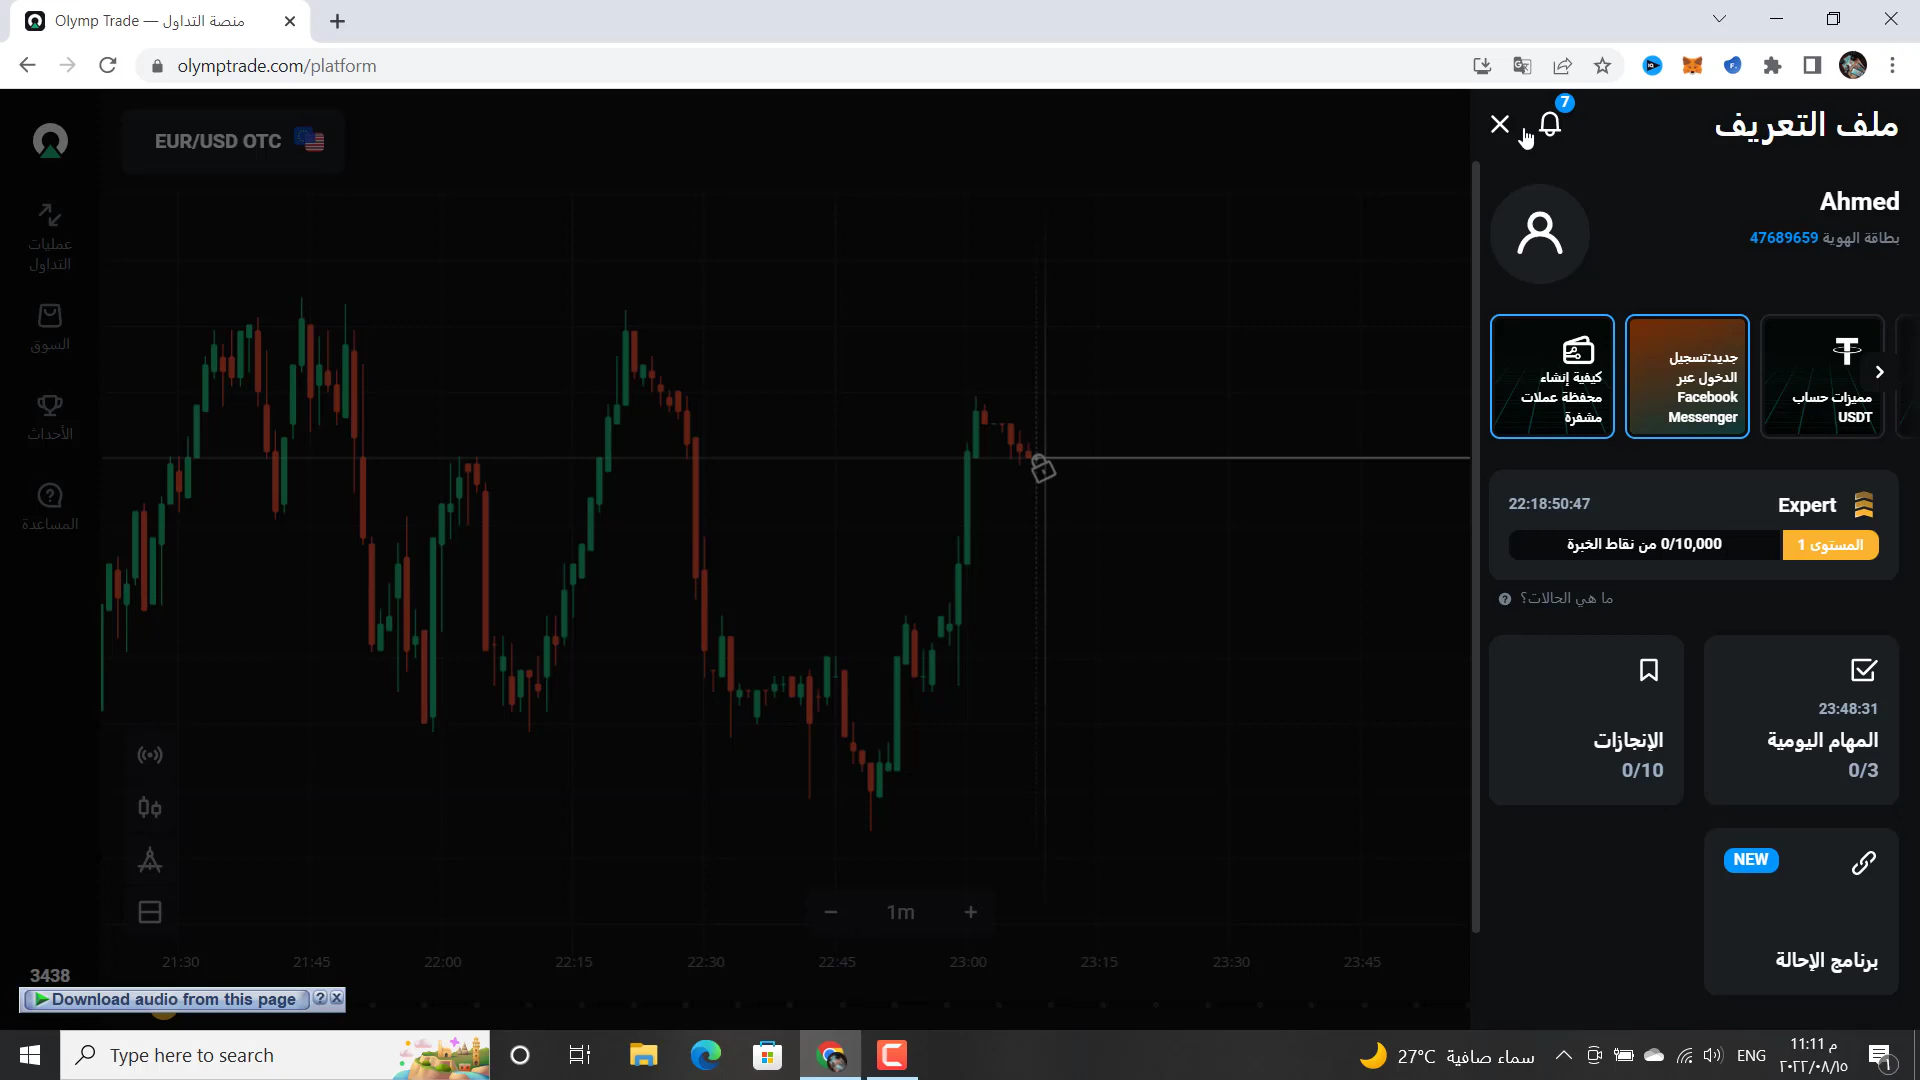 Olymp Trade — منصة التداول
olymptrade.com/platform
EUR/USD OTC
7
ملف التعريف
Ahmed
بطاقة الهوية 47689659
عمليات
التداول
السوق
الأحداث
المساعدة
كيفية إنشاء
محفظة عملات
مشفرة
جديد:تسجيل
الدخول عبر
Facebook
Messenger
مميزات حساب
USDT
22:18:50:47
Expert
0/10,000 من نقاط الخبرة
المستوى 1
ما هي الحالات؟
الإنجازات
0/10
23:48:31
المهام اليومية
0/3
NEW
برنامج الإحالة
1m
21:30
21:45
22:00
22:15
22:30
22:45
23:00
23:15
23:30
23:45
3438
Download audio from this page
Type here to search
27°C سماء صافية
ENG
11:11 م
٢٠٢٢/٠٨/١٥
١